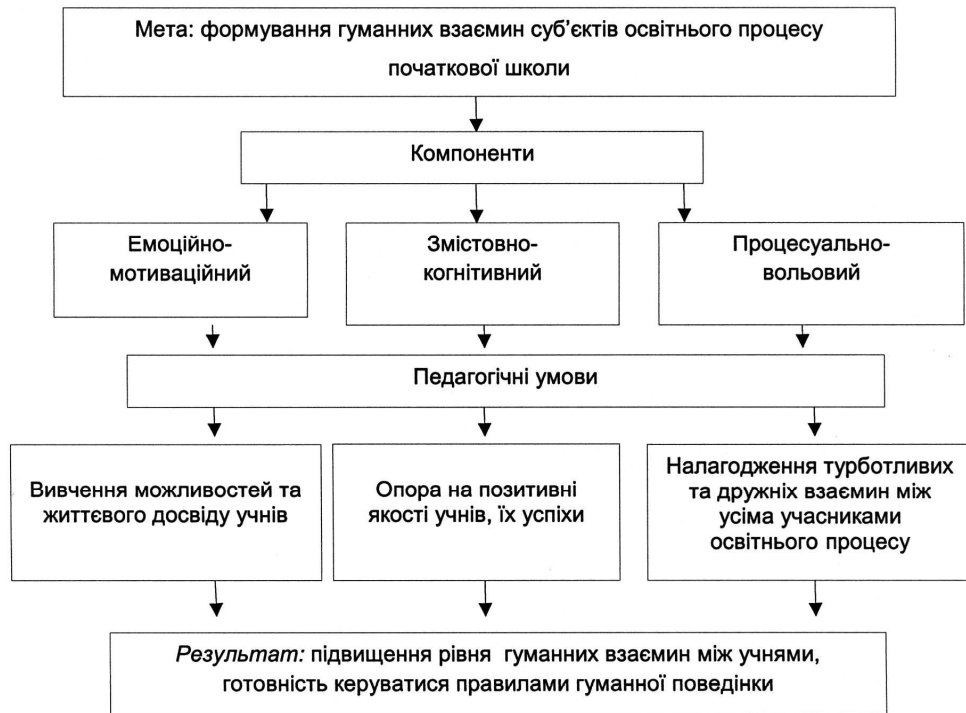 Мета: формування гуманних взаємин суб’єктів освітнього процесу
початкової школи
Компоненти
Емоційно-
мотиваційний
Змістовно-
когнітивний
Процесуально-
вольовий
Педагогічні умови
Вивчення можливостей та
життєвого досвіду учнів
Опора на позитивні
якості учнів, їх успіхи
Налагодження турботливих
та дружніх взаємин між
усіма учасниками
освітнього процесу
Результат: підвищення рівня гуманних взаємин між учнями,
готовність керуватися правилами гуманної поведінки